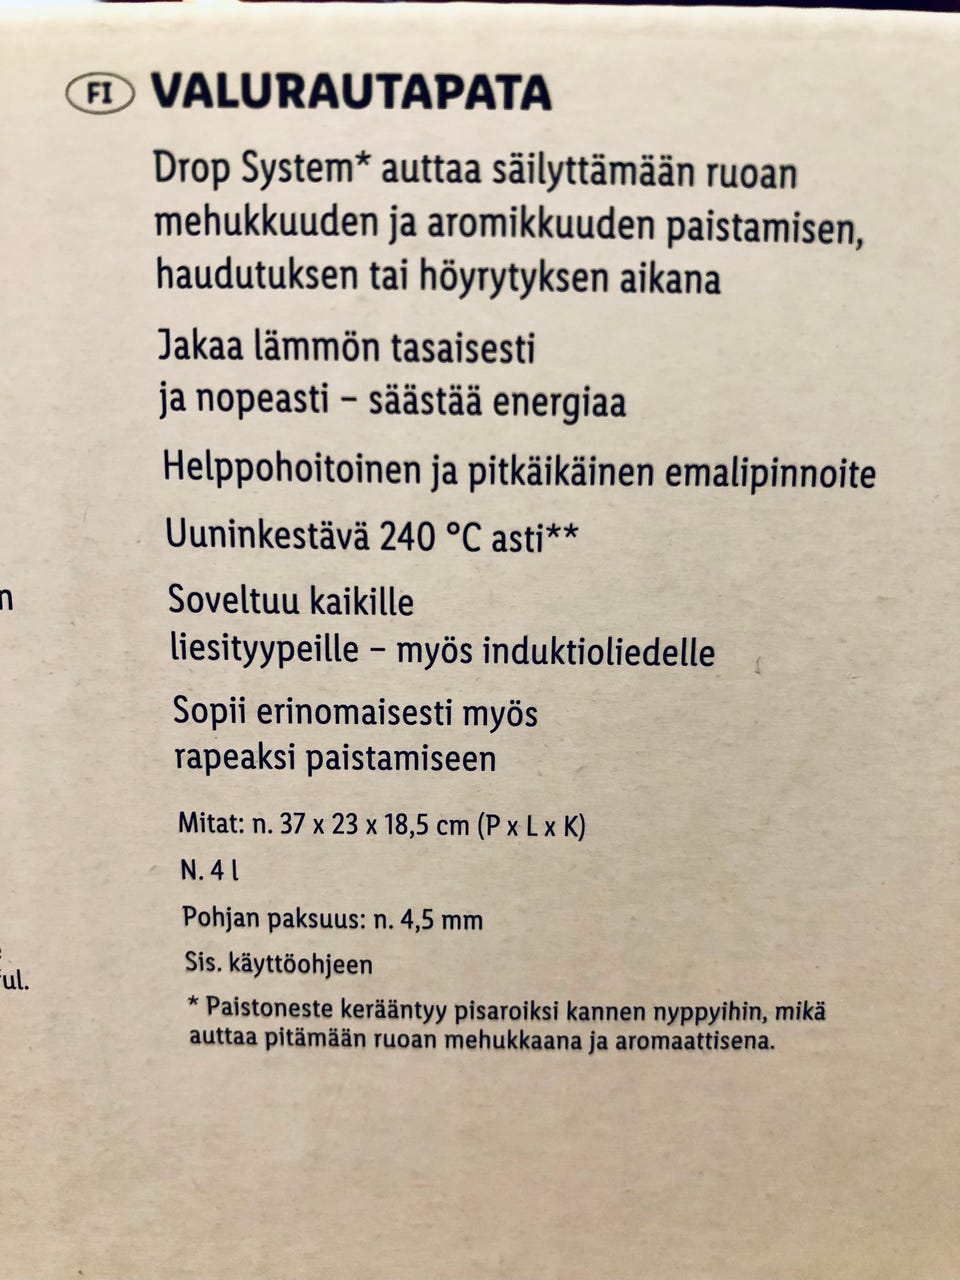 FI VALURAUTAPATA
Drop System* auttaa säilyttämään ruoan
mehukkuuden ja aromikkuuden paistamisen,
haudutuksen tai höyrytyksen aikana
Jakaa lämmön tasaisesti
ja nopeasti – säästää energiaa
Helppohoitoinen ja pitkäikäinen emalipinnoite
Uuninkestävä 240 °C asti**
Soveltuu kaikille
liesityypeille – myös induktioliedelle
Sopii erinomaisesti myös
rapeaksi paistamiseen
Mitat: n. 37 x 23 x 18,5 cm (P x L x K)
N. 4 l
Pohjan paksuus: n. 4,5 mm
Sis. käyttöohjeen
* Paistoneste kerääntyy pisaroiksi kannen nyppyihin, mikä
auttaa pitämään ruoan mehukkaana ja aromaattisena.